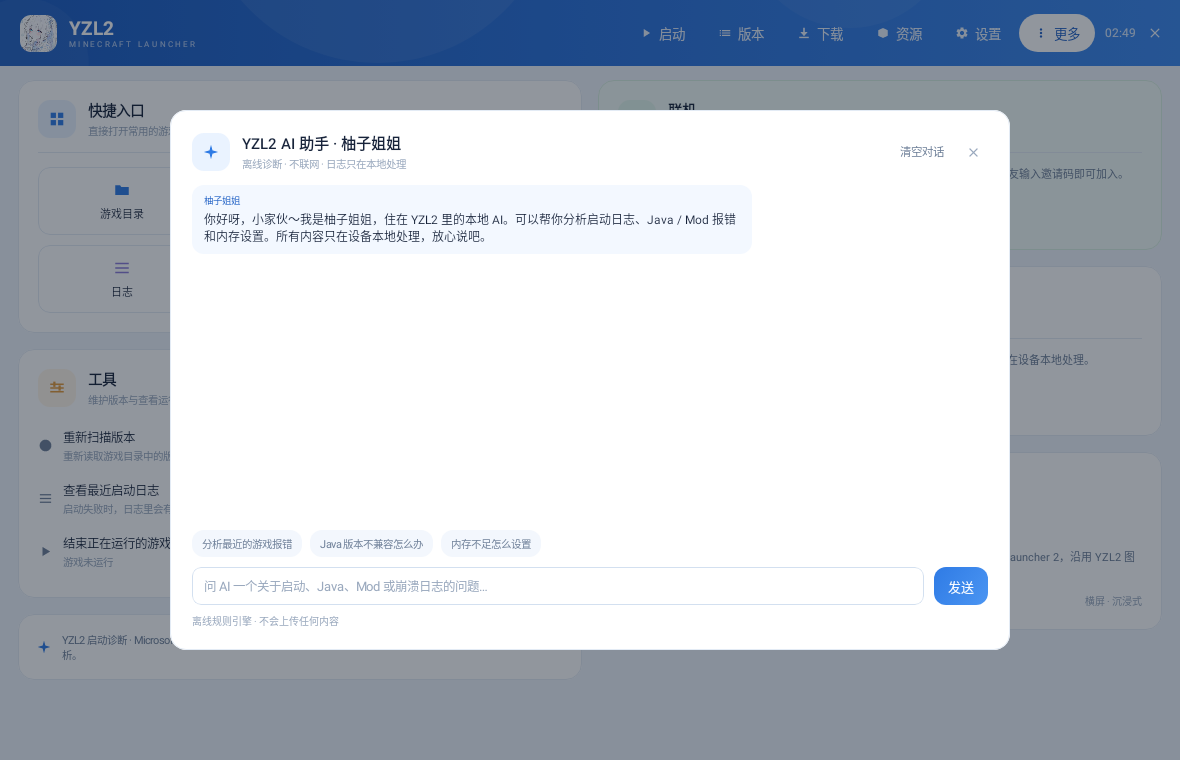 YZL2
MINECRAFT LAUNCHER
启动
版本
下载
资源
设置
更多
02:49
快捷入口
直接打开常用的游
游戏目录
日志
工具
维护版本与查看运
重新扫描版本
重新读取游戏目录中的版
查看最近启动日志
启动失败时，日志里会有
结束正在运行的游戏
游戏未运行
YZL2 启动诊断 · Microso
析。
联机
友输入邀请码即可加入。
在设备本地处理。
auncher 2，沿用 YZL2 图
横屏 · 沉浸式
YZL2 AI 助手 · 柚子姐姐
离线诊断 · 不联网 · 日志只在本地处理
清空对话
柚子姐姐
你好呀，小家伙～我是柚子姐姐，住在 YZL2 里的本地 AI。可以帮你分析启动日志、Java / Mod 报错
和内存设置。所有内容只在设备本地处理，放心说吧。
分析最近的游戏报错
Java 版本不兼容怎么办
内存不足怎么设置
问 AI 一个关于启动、Java、Mod 或崩溃日志的问题...
发送
离线规则引擎 · 不会上传任何内容